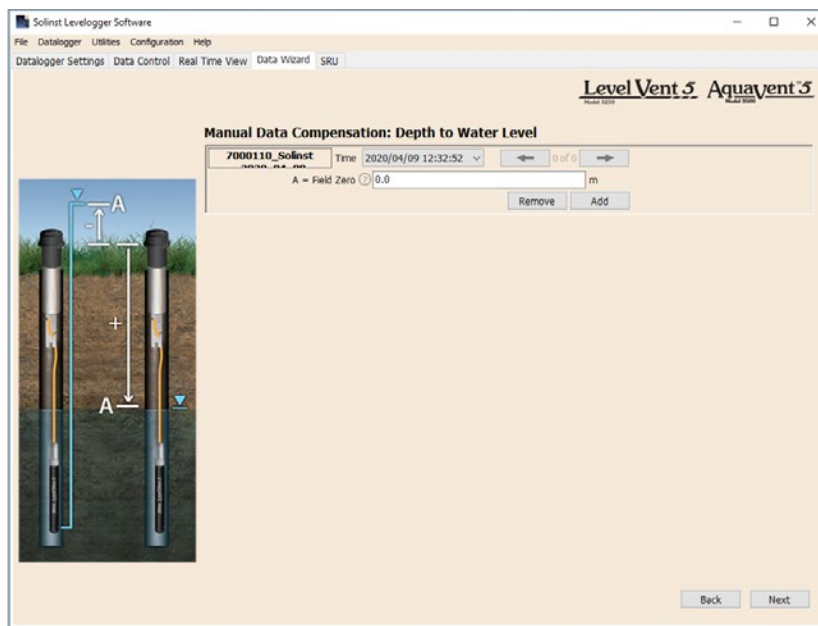 Solinst Levelogger Software
File Datalogger Utilities Configuration Help
Datalogger Settings Data Control Real Time View Data Wizard SRU
Level Vent 5 Aquavent™ 5
Manual Data Compensation: Depth to Water Level
7000110_Solinst Time 2020/04/09 12:32:52 0 of 0
A = Field Zero ? 0.0 m
Remove Add
A
-
+
A
Back Next